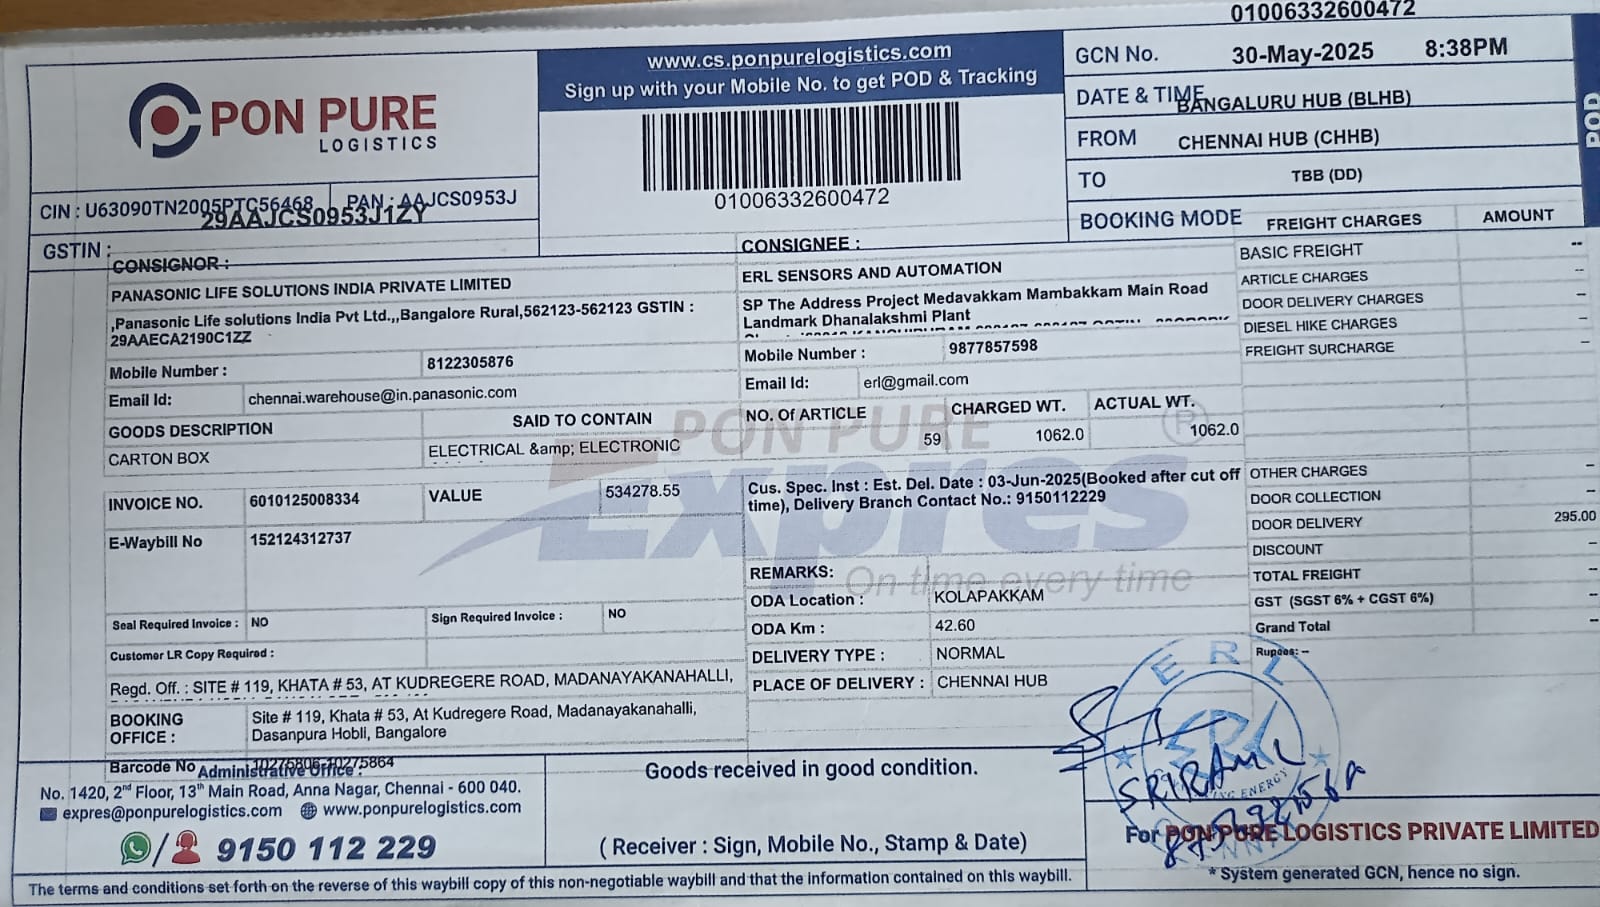 01006332600472
PON PURE
LOGISTICS
www.cs.ponpurelogistics.com
Sign up with your Mobile No. to get POD & Tracking
01006332600472
GCN No. 30-May-2025 8:38PM
DATE & TIME BANGALURU HUB (BLHB)
FROM CHENNAI HUB (CHHB)
TO TBB (DD)
BOOKING MODE
POD
CIN : U63090TN2005PTC56468 PAN : AAJCS0953J
29AAJCS0953J1ZY
GSTIN :
CONSIGNOR :
PANASONIC LIFE SOLUTIONS INDIA PRIVATE LIMITED
,Panasonic Life solutions India Pvt Ltd.,,,Bangalore Rural,562123-562123 GSTIN :
29AAECA2190C1ZZ
Mobile Number : 8122305876
Email Id: chennai.warehouse@in.panasonic.com
CONSIGNEE :
ERL SENSORS AND AUTOMATION
SP The Address Project Medavakkam Mambakkam Main Road
Landmark Dhanalakshmi Plant
Mobile Number : 9877857598
Email Id: erl@gmail.com
FREIGHT CHARGES AMOUNT
BASIC FREIGHT --
ARTICLE CHARGES --
DOOR DELIVERY CHARGES --
DIESEL HIKE CHARGES --
FREIGHT SURCHARGE --
GOODS DESCRIPTION SAID TO CONTAIN
CARTON BOX ELECTRICAL &amp; ELECTRONIC
NO. Of ARTICLE CHARGED WT. ACTUAL WT.
59 1062.0 1062.0
PON PURE
Expres
On time every time
INVOICE NO. 6010125008334 VALUE 534278.55
E-Waybill No 152124312737
Cus. Spec. Inst : Est. Del. Date : 03-Jun-2025(Booked after cut off
time), Delivery Branch Contact No.: 9150112229
OTHER CHARGES --
DOOR COLLECTION --
DOOR DELIVERY 295.00
DISCOUNT --
TOTAL FREIGHT --
GST (SGST 6% + CGST 6%) --
Grand Total --
Rupees: --
REMARKS:
ODA Location : KOLAPAKKAM
ODA Km : 42.60
DELIVERY TYPE : NORMAL
PLACE OF DELIVERY : CHENNAI HUB
Seal Required Invoice : NO Sign Required Invoice : NO
Customer LR Copy Required :
Regd. Off. : SITE # 119, KHATA # 53, AT KUDREGERE ROAD, MADANAYAKANAHALLI,
BOOKING OFFICE : Site # 119, Khata # 53, At Kudregere Road, Madanayakanahalli,
Dasanpura Hobli, Bangalore
Barcode No 10275806-10275864
Administrative Office :
No. 1420, 2nd Floor, 13th Main Road, Anna Nagar, Chennai - 600 040.
expres@ponpurelogistics.com www.ponpurelogistics.com
9150 112 229
Goods received in good condition.
( Receiver : Sign, Mobile No., Stamp & Date)
ERL
SRIRAM
For PON PURE LOGISTICS PRIVATE LIMITED
* System generated GCN, hence no sign.
The terms and conditions set forth on the reverse of this waybill copy of this non-negotiable waybill and that the information contained on this waybill.